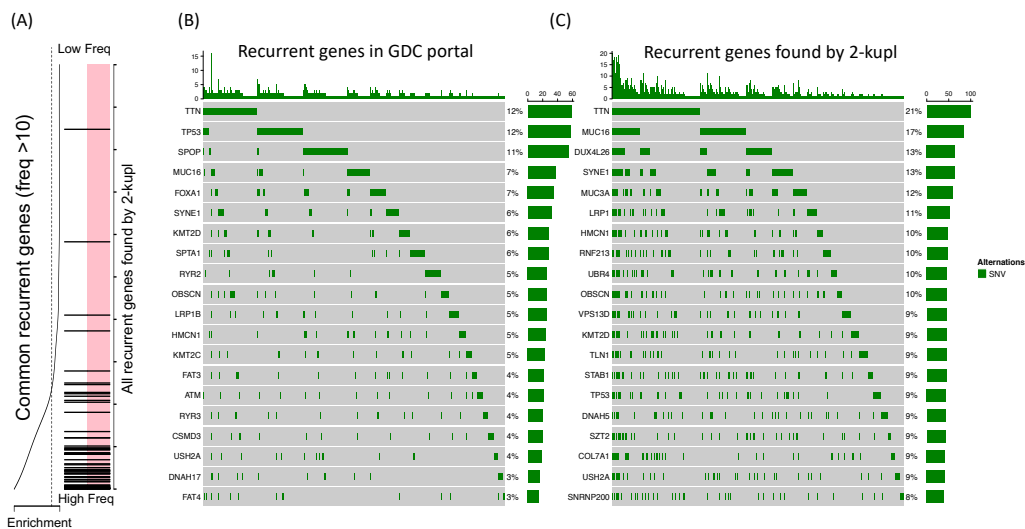 (A)
(B)
(C)
Low Freq
Common recurrent genes (freq >10)
All recurrent genes found by 2-kupl
High Freq
Enrichment
Recurrent genes in GDC portal
15
10
5
0
0 20 40 60
TTN 12%
TP53 12%
SPOP 11%
MUC16 7%
FOXA1 7%
SYNE1 6%
KMT2D 6%
SPTA1 6%
RYR2 5%
OBSCN 5%
LRP1B 5%
HMCN1 5%
KMT2C 5%
FAT3 4%
ATM 4%
RYR3 4%
CSMD3 4%
USH2A 4%
DNAH17 3%
FAT4 3%
Recurrent genes found by 2-kupl
20
15
10
5
0
0 50 100
TTN 21%
MUC16 17%
DUX4L26 13%
SYNE1 13%
MUC3A 12%
LRP1 11%
HMCN1 10%
RNF213 10%
UBR4 10%
OBSCN 10%
VPS13D 9%
KMT2D 9%
TLN1 9%
STAB1 9%
TP53 9%
DNAH5 9%
SZT2 9%
COL7A1 9%
USH2A 9%
SNRNP200 8%
Alternations
SNV